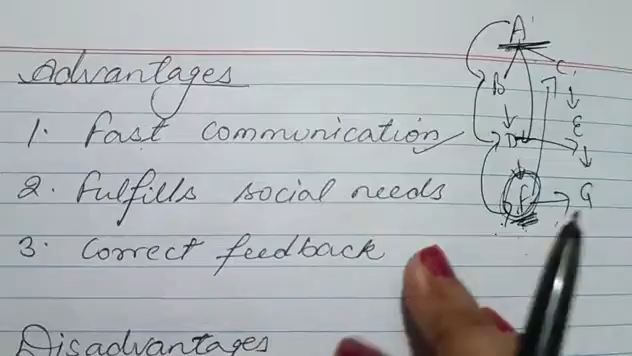 Advantages
1. Fast communication
2. Fulfills social needs
3. Correct feedback
Disadvantages
A
B C
D E
F G